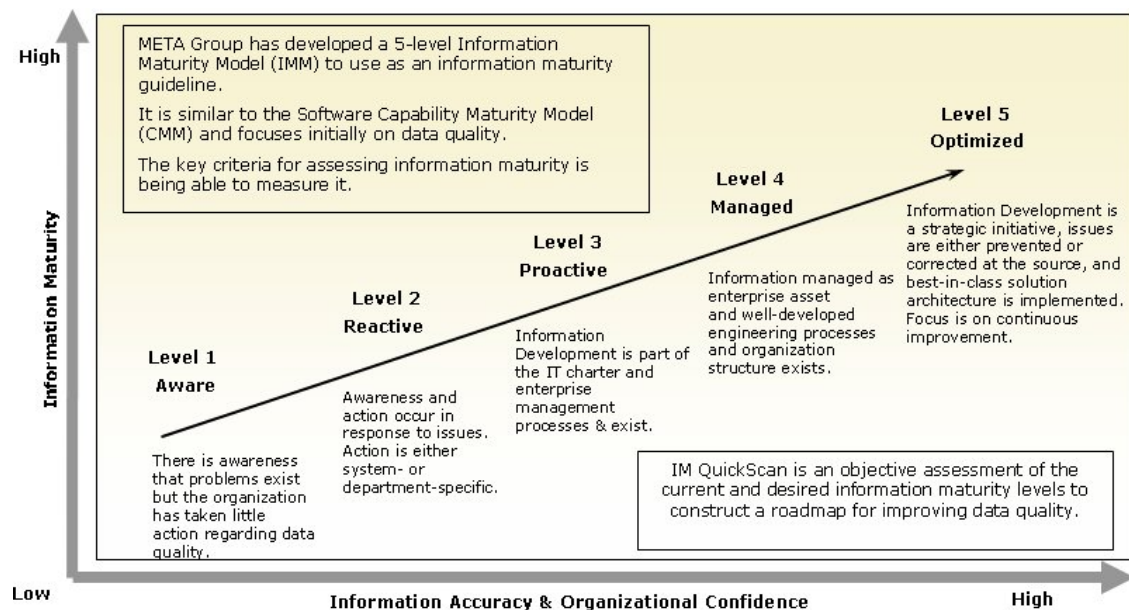 High
META Group has developed a 5-level Information
Maturity Model (IMM) to use as an information maturity
guideline.
It is similar to the Software Capability Maturity Model
(CMM) and focuses initially on data quality.
The key criteria for assessing information maturity is
being able to measure it.
Level 5
Optimized
Information Development is
a strategic initiative, issues
are either prevented or
corrected at the source, and
best-in-class solution
architecture is implemented.
Focus is on continuous
improvement.
Level 4
Managed
Information managed as
enterprise asset
and well-developed
engineering processes
and organization
structure exists.
Level 3
Proactive
Information
Development is part of
the IT charter and
enterprise
management
processes & exist.
Level 2
Reactive
Awareness and
action occur in
response to issues.
Action is either
system- or
department-specific.
Level 1
Aware
There is awareness
that problems exist
but the organization
has taken little
action regarding data
quality.
IM QuickScan is an objective assessment of the
current and desired information maturity levels to
construct a roadmap for improving data quality.
Information Maturity
Low
Information Accuracy & Organizational Confidence
High